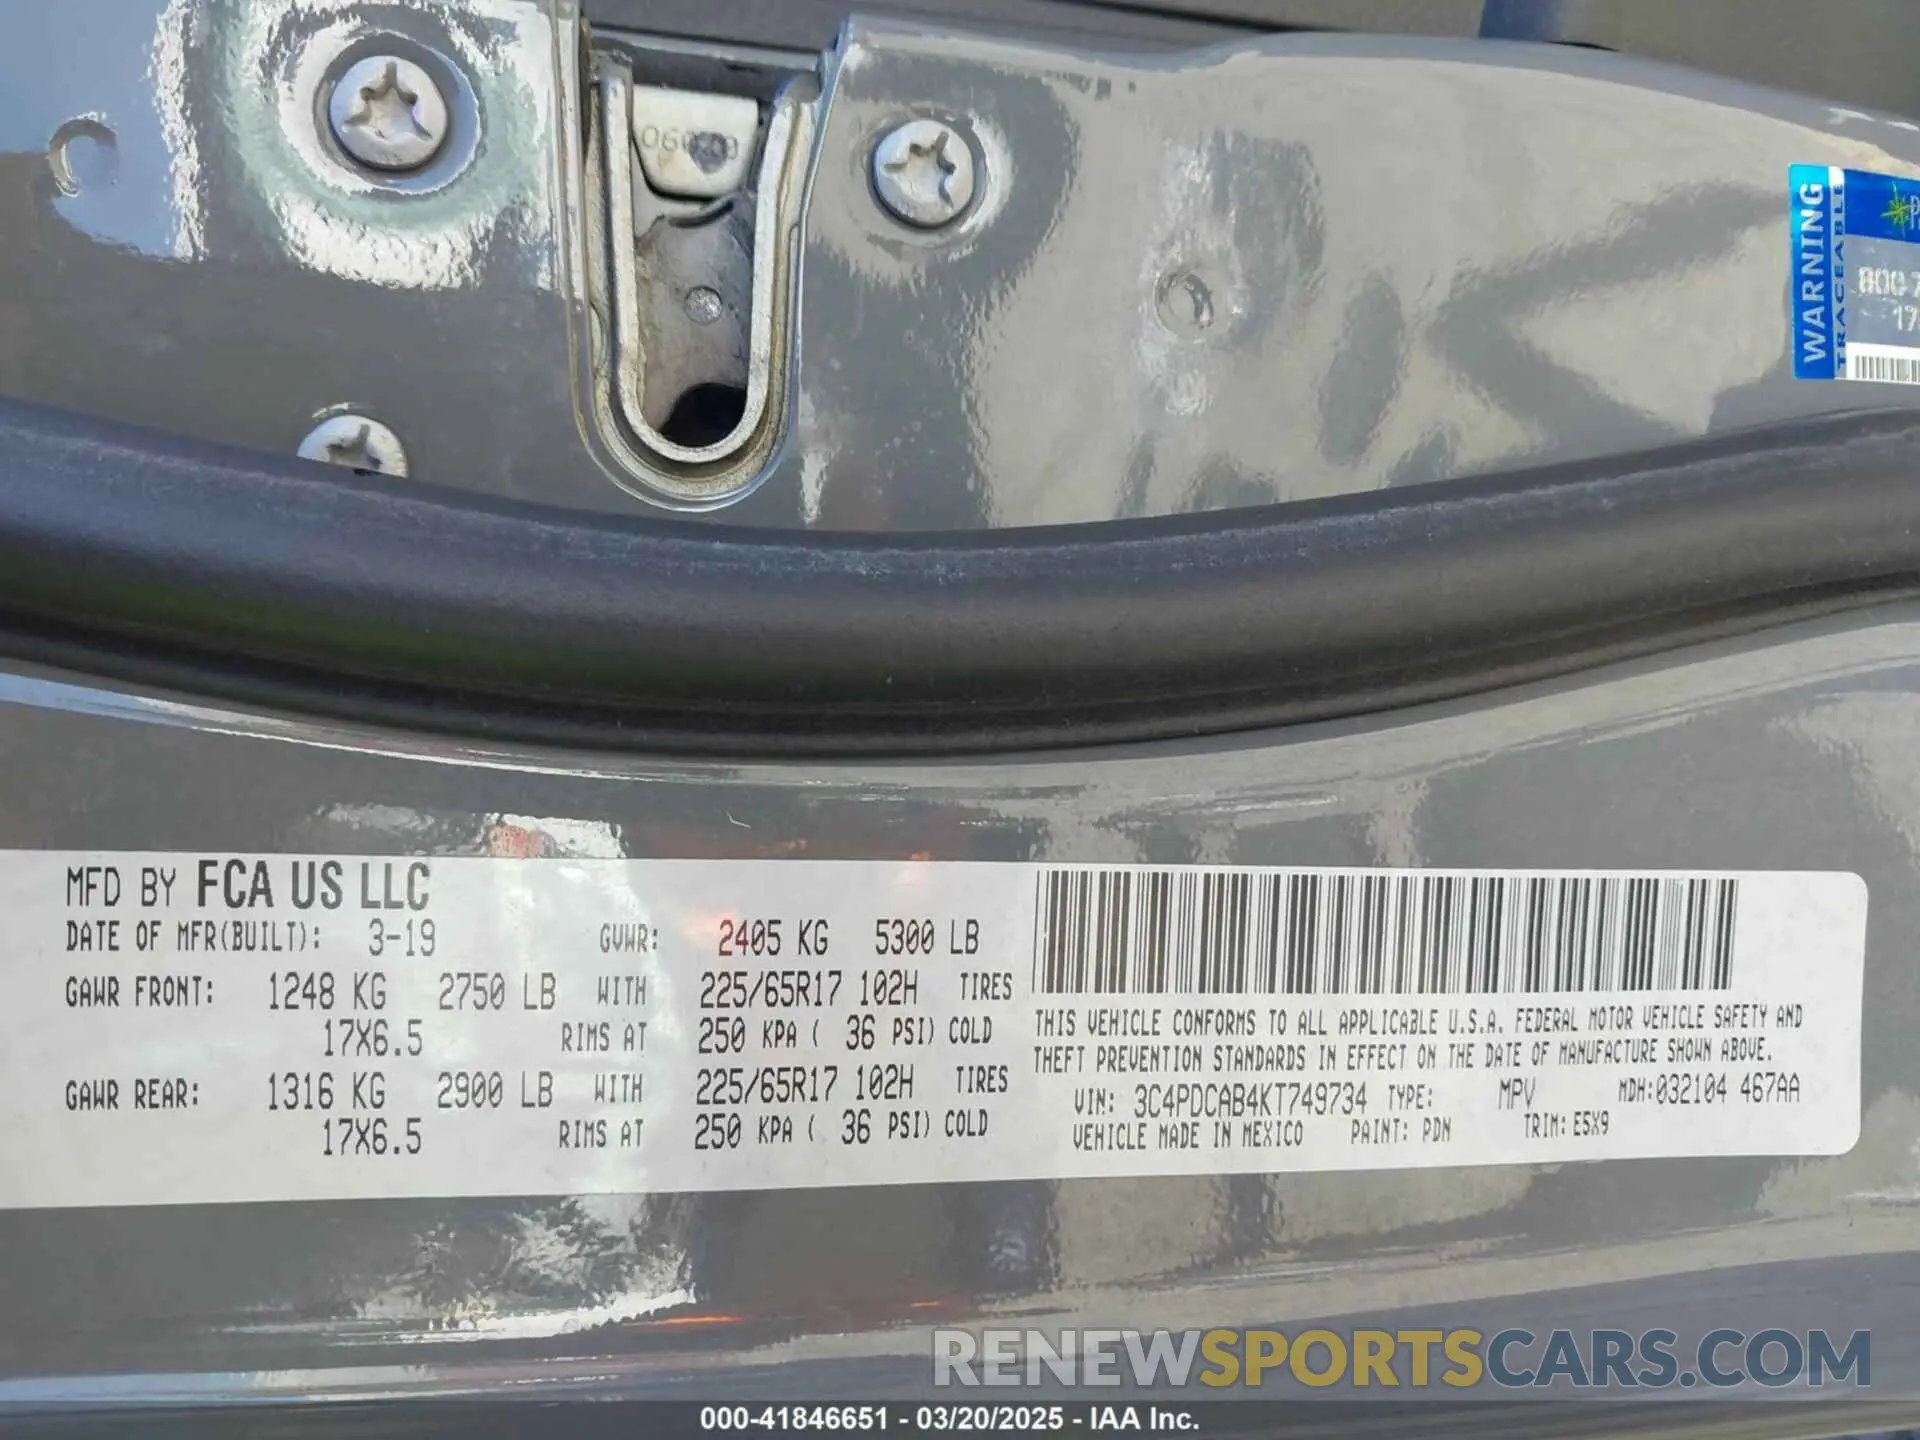 060
WARNING
TRACEABLE
MFD BY FCA US LLC
DATE OF MFR(BUILT): 3-19 GVWR: 2405 KG 5300 LB
GAWR FRONT: 1248 KG 2750 LB WITH 225/65R17 102H TIRES
17X6.5 RIMS AT 250 KPA ( 36 PSI) COLD
GAWR REAR: 1316 KG 2900 LB WITH 225/65R17 102H TIRES
17X6.5 RIMS AT 250 KPA ( 36 PSI) COLD
THIS VEHICLE CONFORMS TO ALL APPLICABLE U.S.A. FEDERAL MOTOR VEHICLE SAFETY AND
THEFT PREVENTION STANDARDS IN EFFECT ON THE DATE OF MANUFACTURE SHOWN ABOVE.
VIN: 3C4PDCAB4KT749734 TYPE: MPV MDH:032104 467AA
VEHICLE MADE IN MEXICO PAINT: PDN TRIM: E5X9
RENEWSPORTSCARS.COM
000-41846651 - 03/20/2025 - IAA Inc.